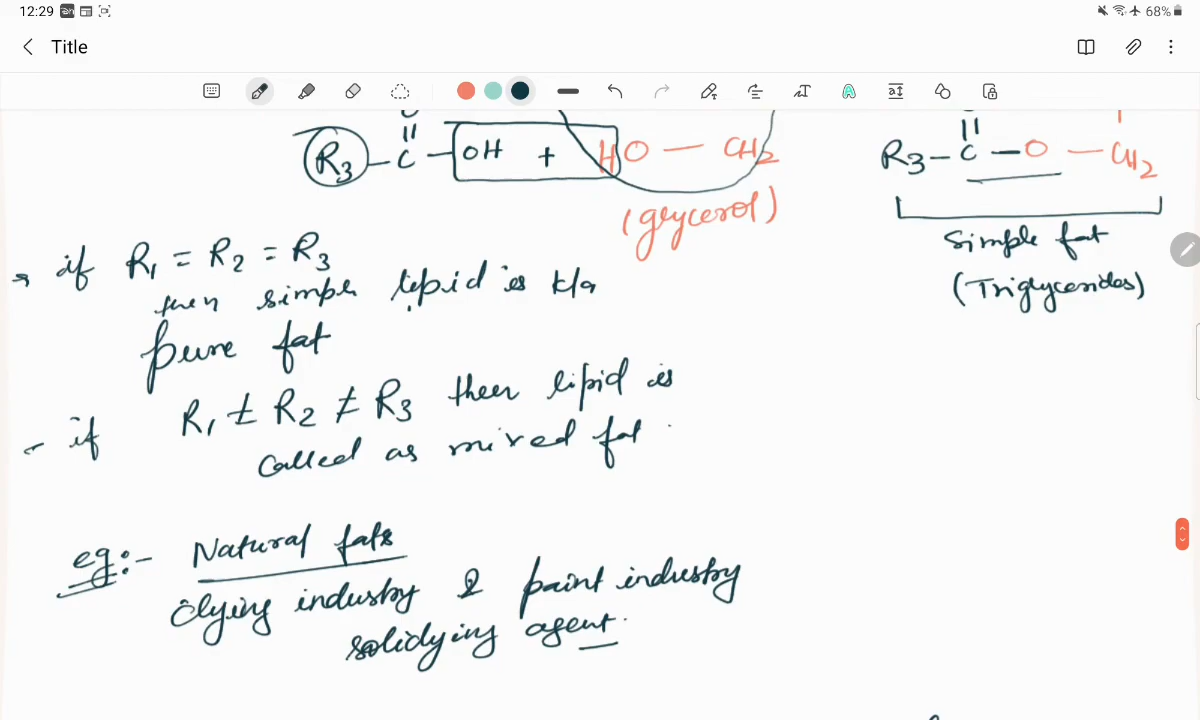 12:29 68%
Title
R3 - C - OH + HO - CH2
(glycerol)
R3 - C - O - CH2
Simple fat
(Triglycerides)
→ if R1 = R2 = R3
then simple lipid is k/a
pure fat
- if R1 ≠ R2 ≠ R3 then lipid is
called as mixed fat
eg:- Natural fats
dying industry & paint industry
solidying agent.